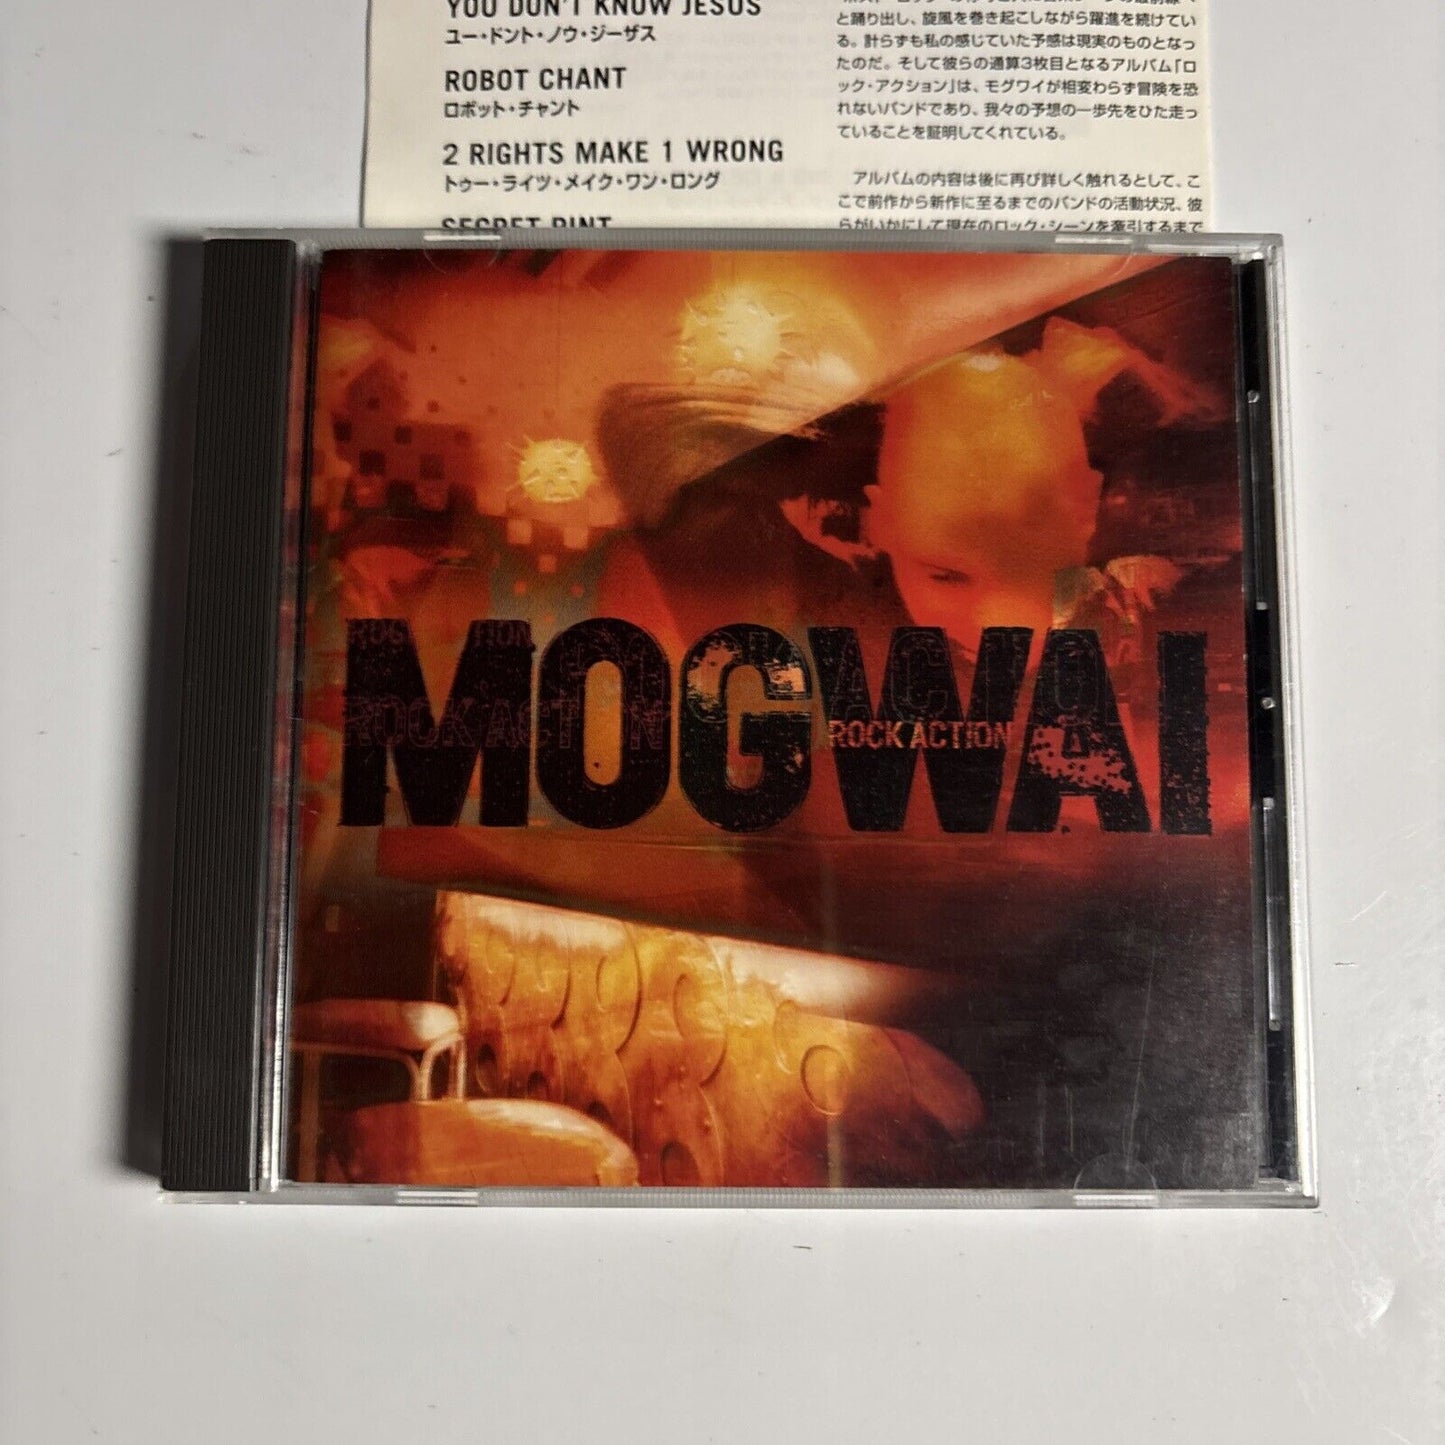 YOU DON'T KNOW JESUS
ユー・ドント・ノウ・ジーザス
ROBOT CHANT
ロボット・チャント
2 RIGHTS MAKE 1 WRONG
トゥー・ライツ・メイク・ワン・ロング
SECRET PINT
と踊り出し、旋風を巻き起こしながら躍進を続けてい
る。計らずも私の感じていた予感は現実のものとなっ
たのだ。そして彼らの通算3枚目となるアルバム「ロ
ック・アクション」は、モグワイが相変わらず冒険を恐
れないバンドであり、我々の予想の一歩先をひた走っ
ていることを証明してくれている。
アルバムの内容は後に再び詳しく触れるとして、こ
こで前作から新作に至るまでのバンドの活動状況、彼
らがいかにして現在のロック・シーンを牽引するまで
MOGWAI
ROCK ACTION
ROCK ACTION